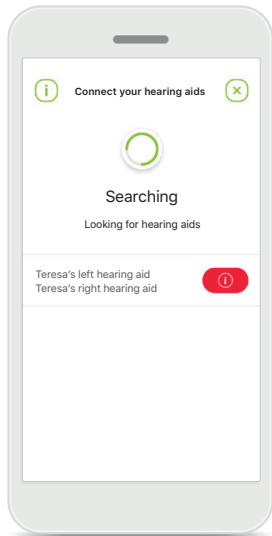 Connect your hearing aids
Searching
Looking for hearing aids
Teresa's left hearing aid
Teresa's right hearing aid